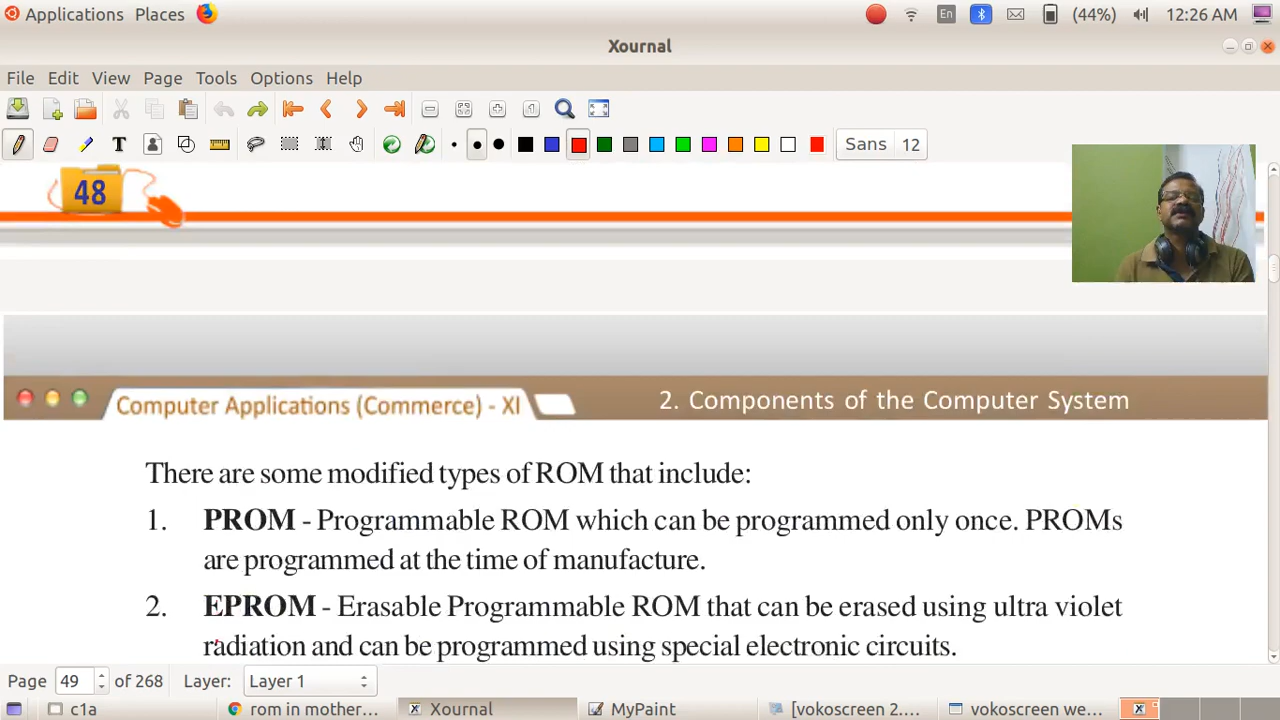 Applications Places En (44%) 12:26 AM
Xournal
File Edit View Page Tools Options Help
T Sans 12
48
Computer Applications (Commerce) - XI 2. Components of the Computer System
There are some modified types of ROM that include:
1. PROM - Programmable ROM which can be programmed only once. PROMs
are programmed at the time of manufacture.
2. EPROM - Erasable Programmable ROM that can be erased using ultra violet
radiation and can be programmed using special electronic circuits.
Page 49 of 268 Layer: Layer 1
c1a rom in mother... Xournal MyPaint [vokoscreen 2.... vokoscreen we...